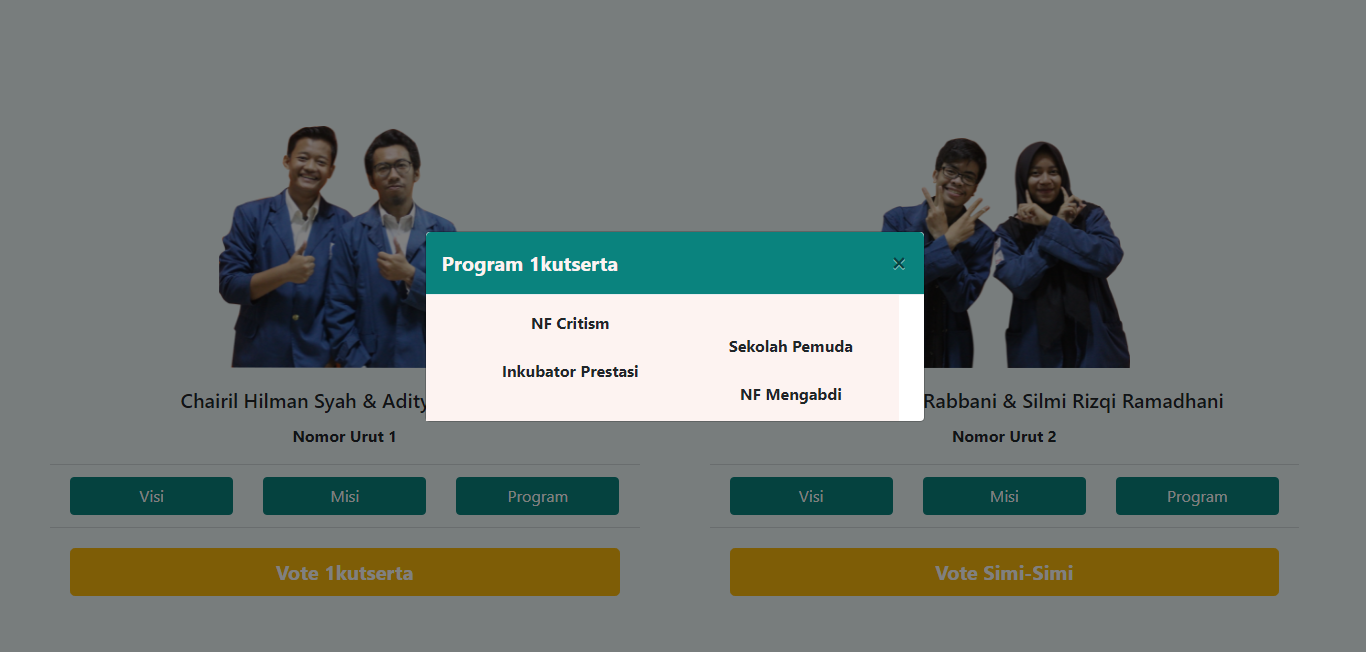 Program 1kutserta
×
NF Critism
Sekolah Pemuda
Inkubator Prestasi
NF Mengabdi
Chairil Hilman Syah & Adity
Nomor Urut 1
Visi
Misi
Program
Vote 1kutserta
Rabbani & Silmi Rizqi Ramadhani
Nomor Urut 2
Visi
Misi
Program
Vote Simi-Simi